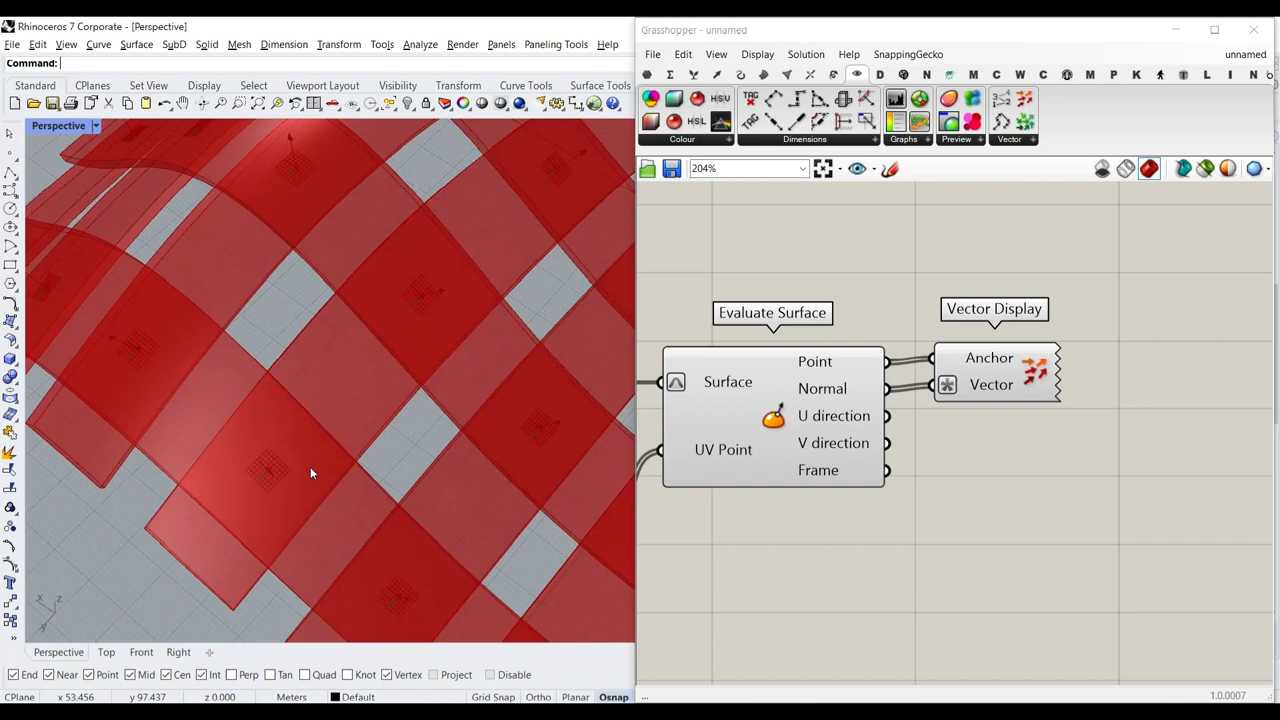 Rhinoceros 7 Corporate - [Perspective]
File Edit View Curve Surface SubD Solid Mesh Dimension Transform Tools Analyze Render Panels Paneling Tools Help
Command:
Standard CPlanes Set View Display Select Viewport Layout Visibility Transform Curve Tools Surface Tools
Perspective
x z
y
Perspective Top Front Right
End Near Point Mid Cen Int Perp Tan Quad Knot Vertex Project Disable
CPlane x 53.456 y 97.437 z 0.000 Meters Default Grid Snap Ortho Planar Osnap
Grasshopper - unnamed
File Edit View Display Solution Help SnappingGecko unnamed
D N M C W C M P K L I N
HSV TAG
HSL TAG
Colour Dimensions Graphs Preview Vector
204%
Evaluate Surface
Surface
UV Point
Point
Normal
U direction
V direction
Frame
Vector Display
Anchor
Vector
...
1.0.0007